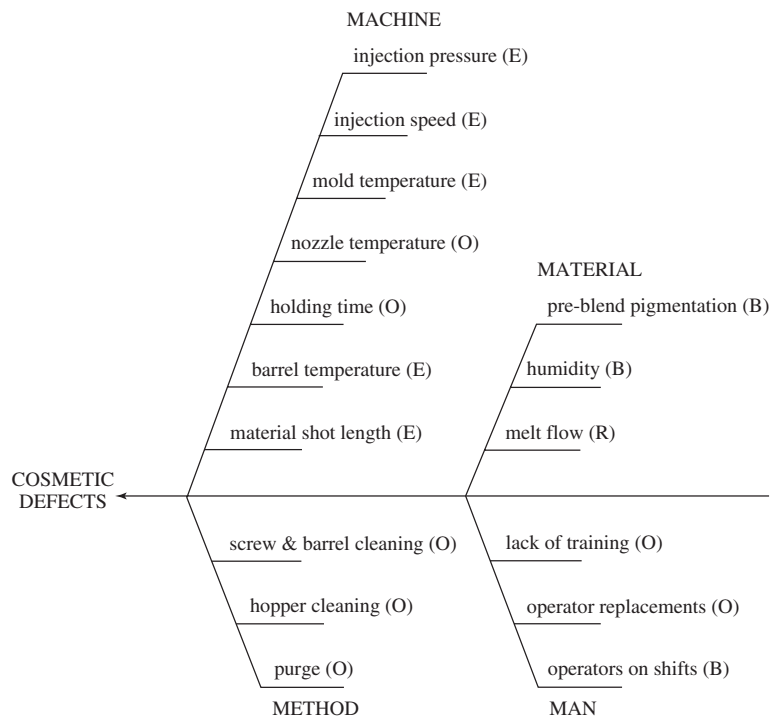 MACHINE
injection pressure (E)
injection speed (E)
mold temperature (E)
nozzle temperature (O)
holding time (O)
barrel temperature (E)
material shot length (E)
MATERIAL
pre-blend pigmentation (B)
humidity (B)
melt flow (R)
COSMETIC
DEFECTS
screw & barrel cleaning (O)
hopper cleaning (O)
purge (O)
METHOD
lack of training (O)
operator replacements (O)
operators on shifts (B)
MAN